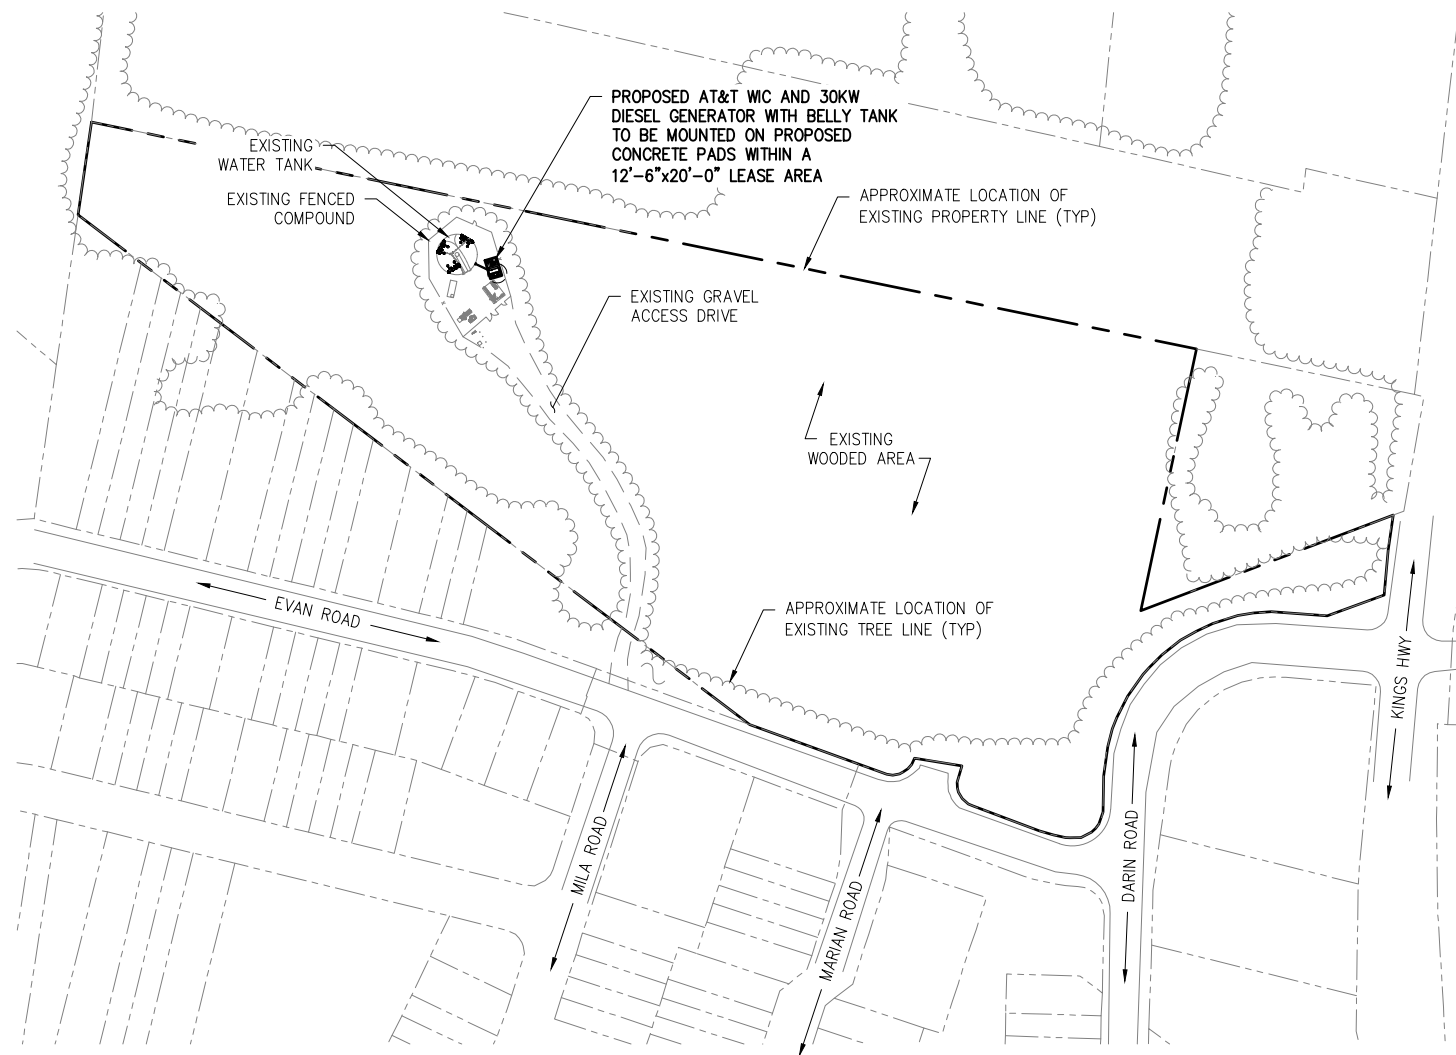 PROPOSED AT&T WIC AND 30KW
DIESEL GENERATOR WITH BELLY TANK
TO BE MOUNTED ON PROPOSED
CONCRETE PADS WITHIN A
12'-6"x20'-0" LEASE AREA
EXISTING
WATER TANK
EXISTING FENCED
COMPOUND
APPROXIMATE LOCATION OF
EXISTING PROPERTY LINE (TYP)
EXISTING GRAVEL
ACCESS DRIVE
EXISTING
WOODED AREA
APPROXIMATE LOCATION OF
EXISTING TREE LINE (TYP)
EVAN ROAD
KINGS HWY
MILA ROAD
MARIAN ROAD
DARIN ROAD